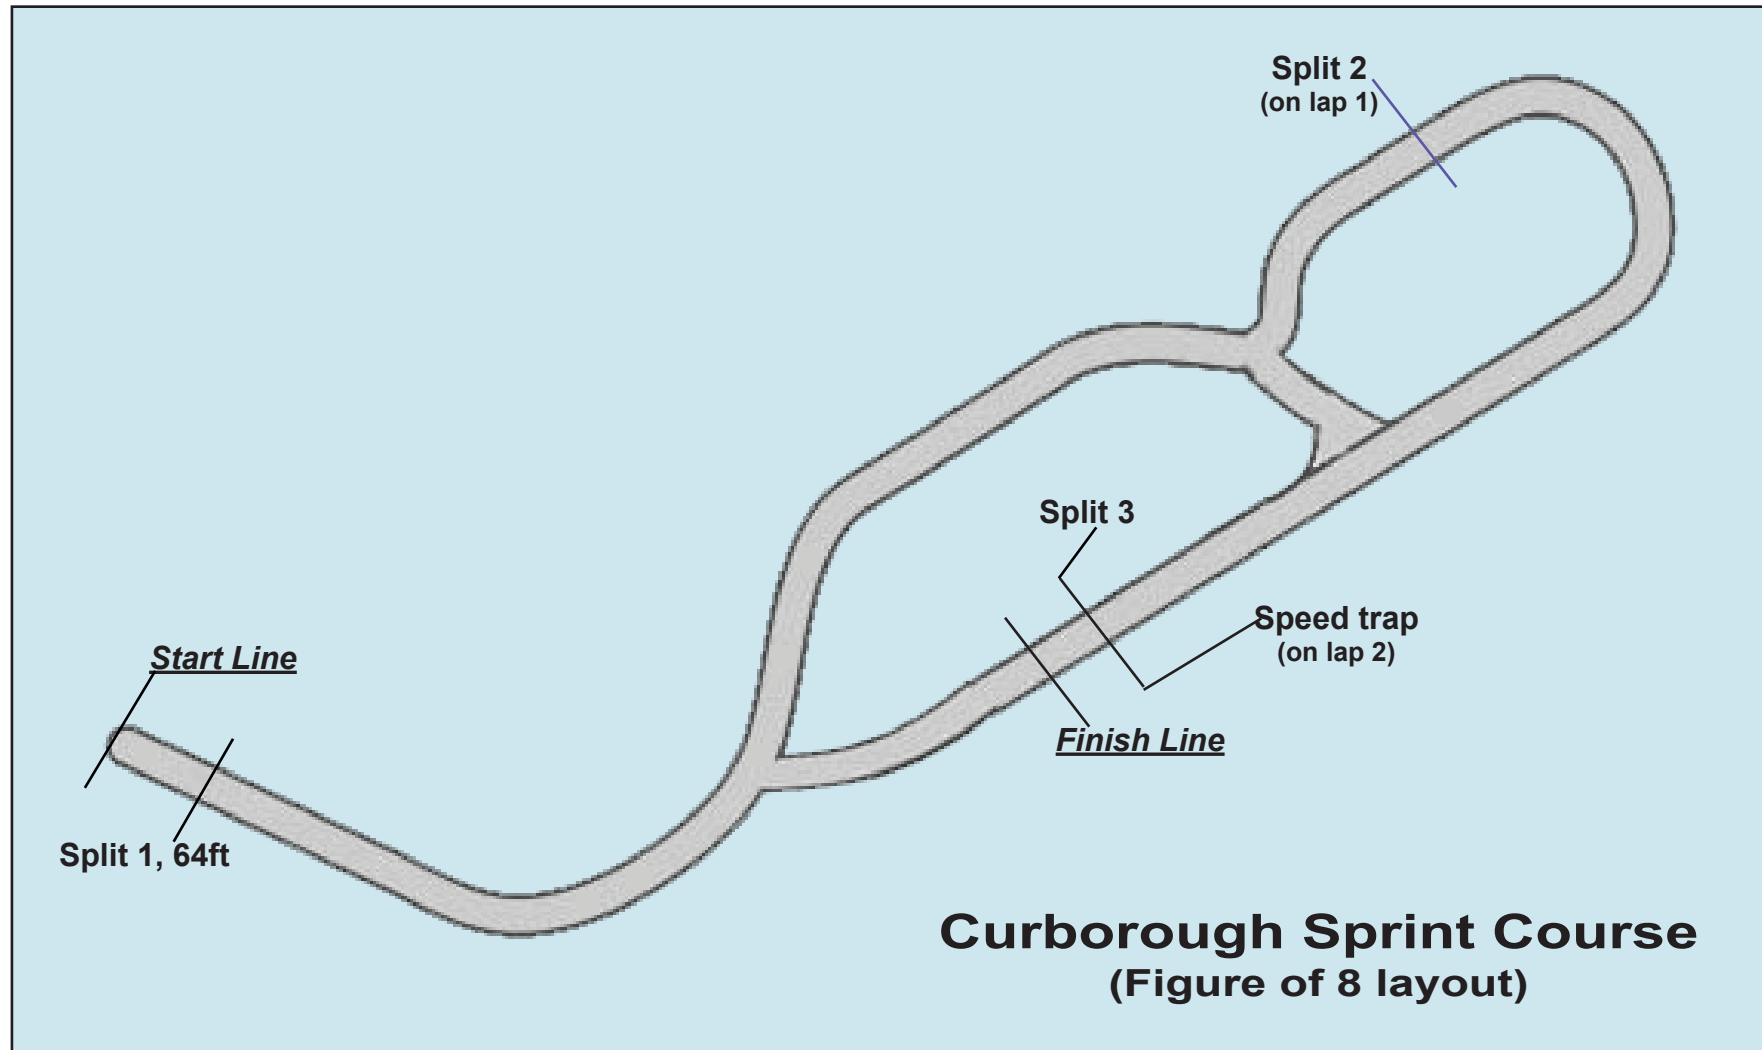 Split 2
(on lap 1)
Split 3
Speed trap
(on lap 2)
Start Line
Finish Line
Split 1, 64ft
Curborough Sprint Course
(Figure of 8 layout)